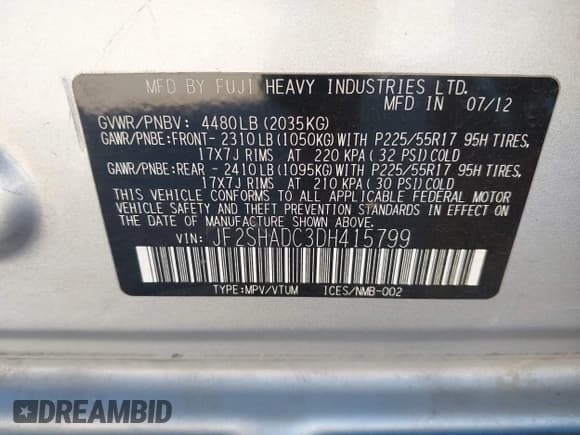 MFD BY FUJI HEAVY INDUSTRIES LTD.
MFD IN 07/12
GVWR/PNBV: 4480LB(2035KG)
GAWR/PNBE:FRONT-2310LB(1050KG)WITH P225/55R17 95H TIRES,
17X7J RIMS AT 220 KPA(32 PSI)COLD
GAWR/PNBE:REAR -2410LB(1095KG)WITH P225/55R17 95H TIRES,
17X7J RIMS AT 210 KPA(30 PSI)COLD
THIS VEHICLE CONFORMS TO ALL APPLICABLE FEDERAL MOTOR
VEHICLE SAFETY AND THEFT PREVENTION STANDARDS IN EFFECT ON
THE DATE OF MANUFACTURE SHOWN ABOVE.
VIN: JF2SHADC3DH415799
TYPE:MPV/VTUM ICES/NMB-002
DREAMBID